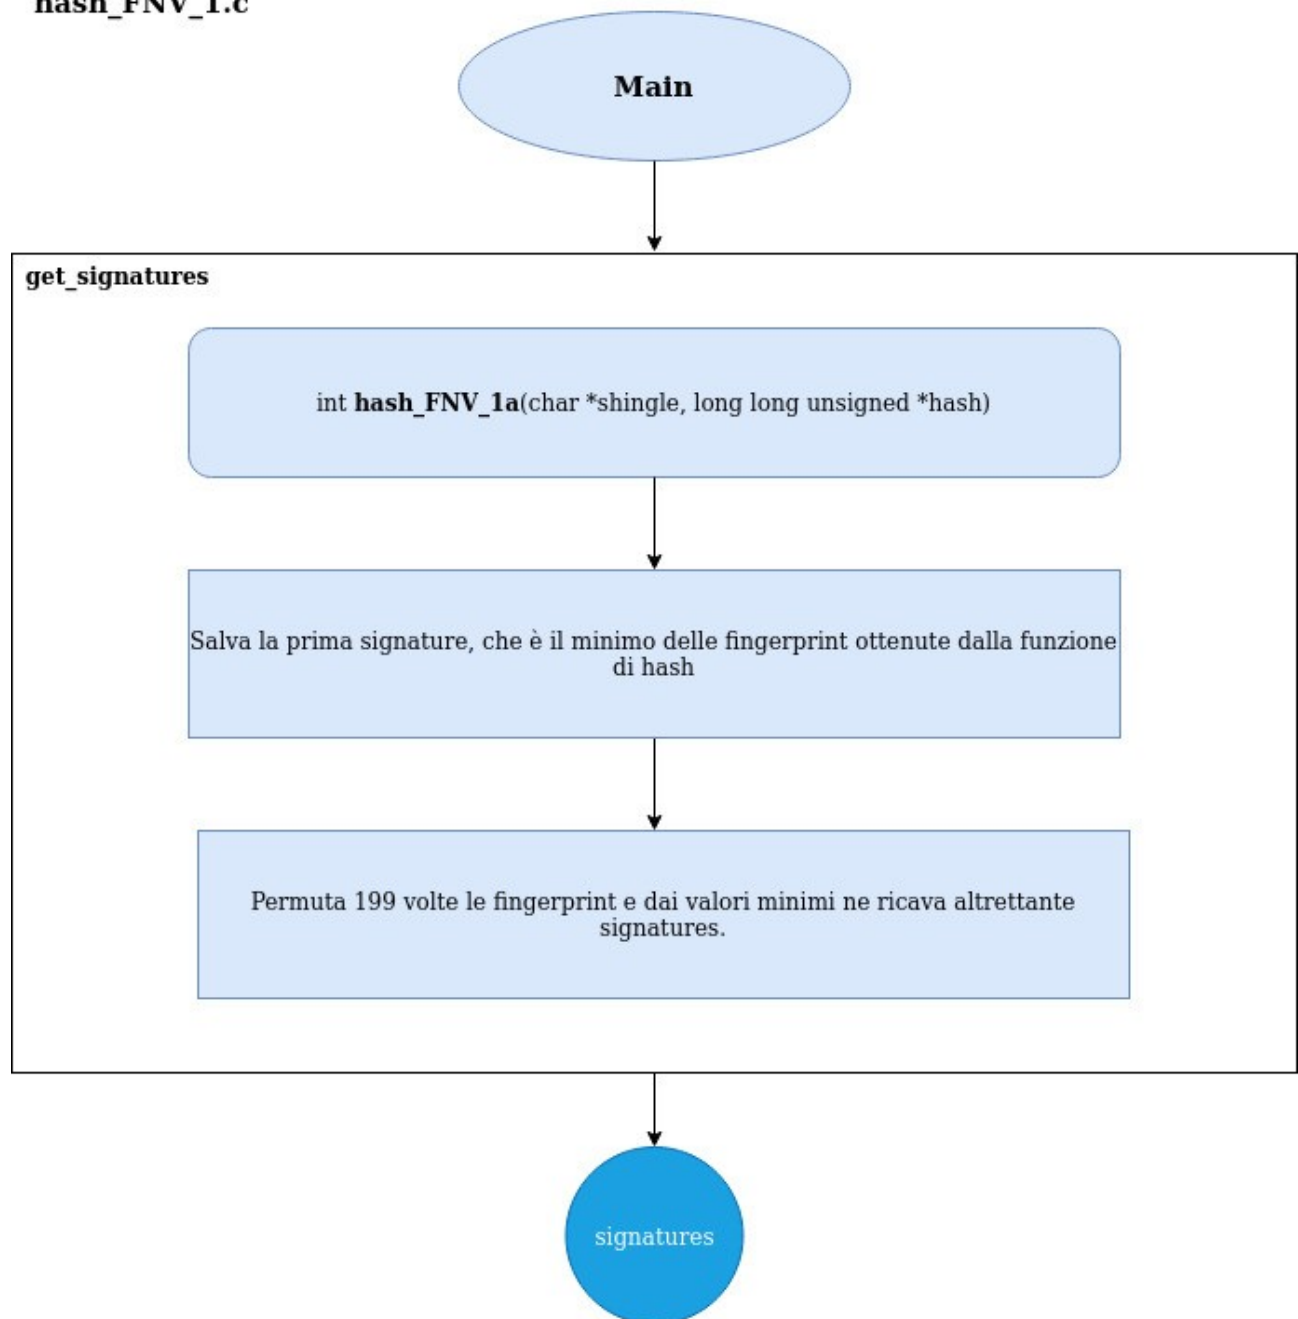 hash_FNV_1.c
Main
get_signatures
int hash_FNV_1a(char *shingle, long long unsigned *hash)
Salva la prima signature, che è il minimo delle fingerprint ottenute dalla funzione
di hash
Permuta 199 volte le fingerprint e dai valori minimi ne ricava altrettante
signatures.
signatures